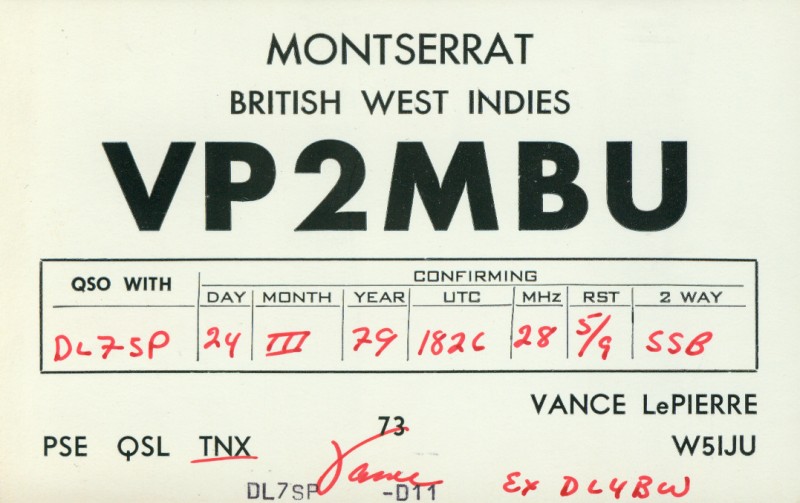 MONTSERRAT
BRITISH WEST INDIES
VP2MBU
QSO WITH CONFIRMING
DAY MONTH YEAR UTC MHz RST 2 WAY
DL7SP 24 III 79 1826 28 5/9 SSB
VANCE LePIERRE
73
PSE QSL TNX W5IJU
Vance
DL7SP -D11 Ex DL4BW